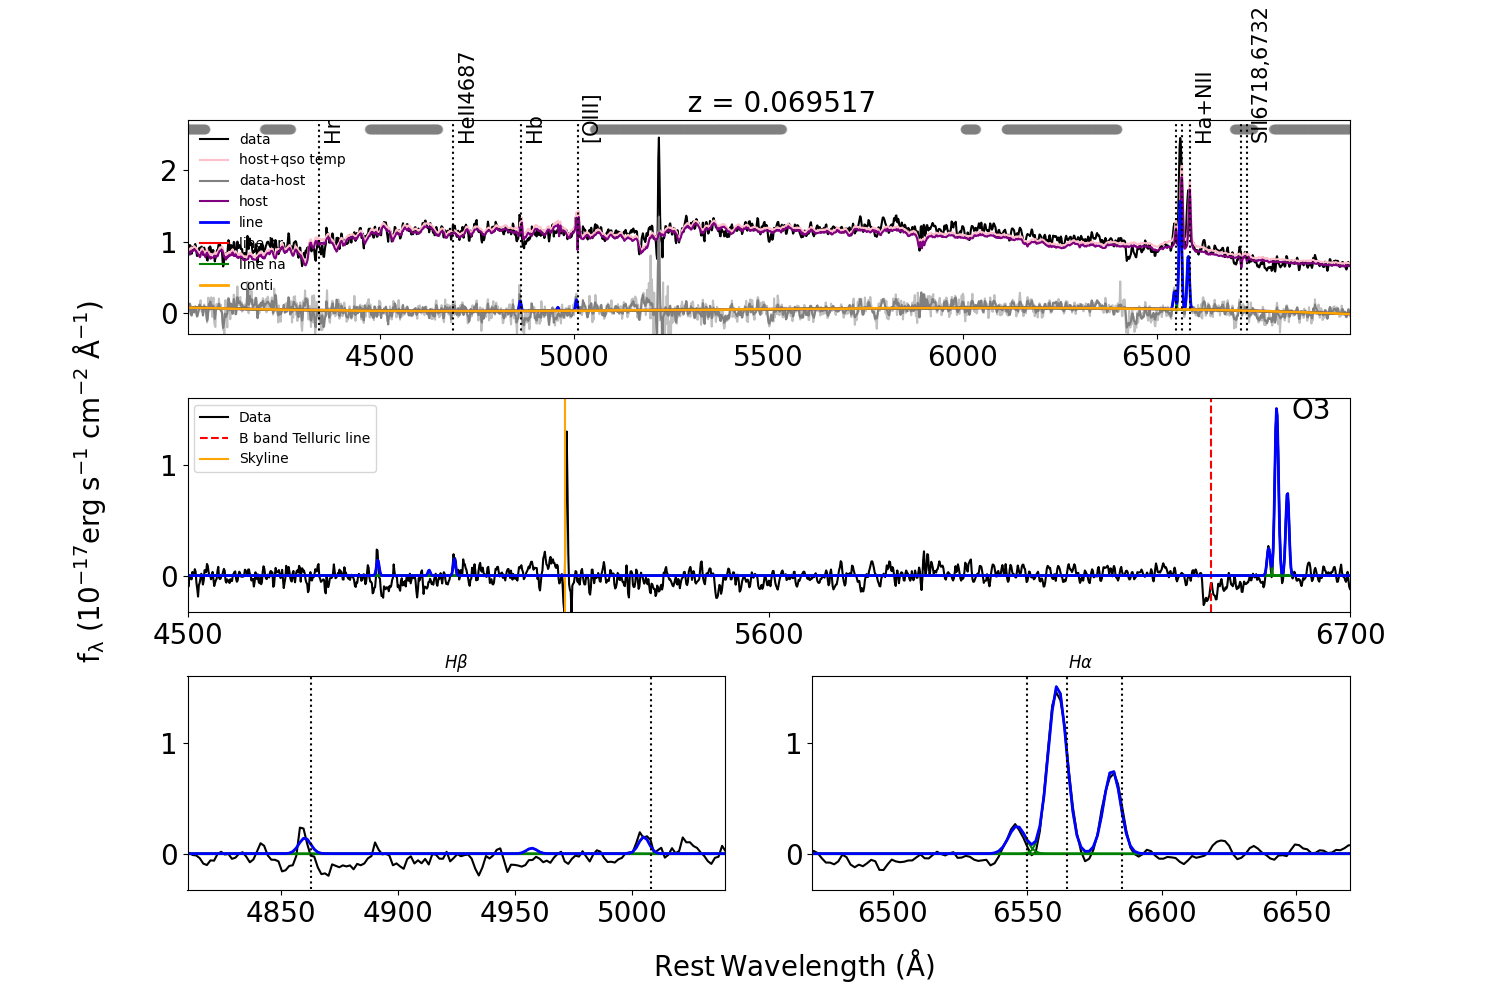 z = 0.069517
Hr
HeII4687
Hb
[OIII]
Ha+NII
SII6718,6732
data
host+qso temp
data-host
host
line
line br
line na
conti
2
1
0
4500 5000 5500 6000 6500
Data
B band Telluric line
Skyline
O3
1
0
4500 5600 6700
fλ (10⁻¹⁷erg s⁻¹ cm⁻² Å⁻¹)
Hβ
1
0
4850 4900 4950 5000
Hα
1
0
6500 6550 6600 6650
Rest Wavelength (Å)